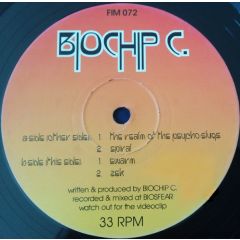 FIM 072
BIOCHIP C.
a-side (other side) 1 the realm of the psycho slugs
2 spiral
b-side (this side) 1 swarm
2 zek
written & produced by BIOCHIP C.
recorded & mixed at BIOSFEAR
watch out for the videoclip
33 RPM